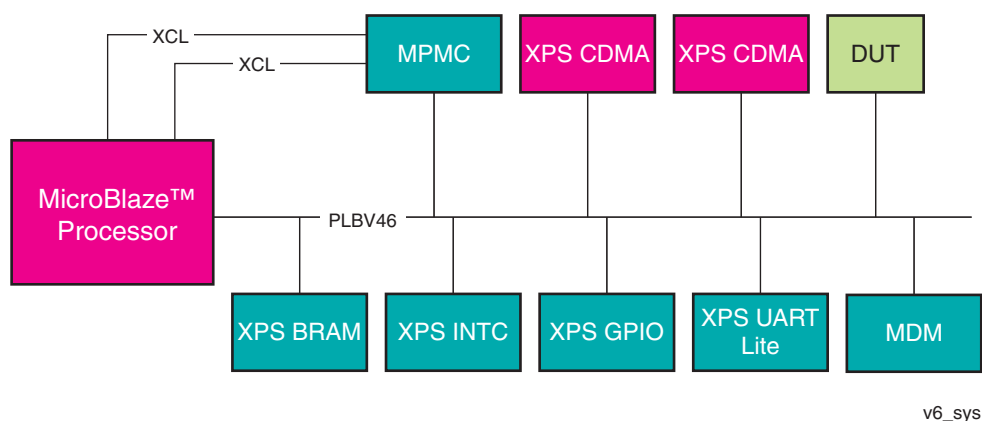 XCL
MPMC
XPS CDMA
XPS CDMA
DUT
XCL
MicroBlaze™
Processor
PLBV46
XPS BRAM
XPS INTC
XPS GPIO
XPS UART
Lite
MDM
v6_sys